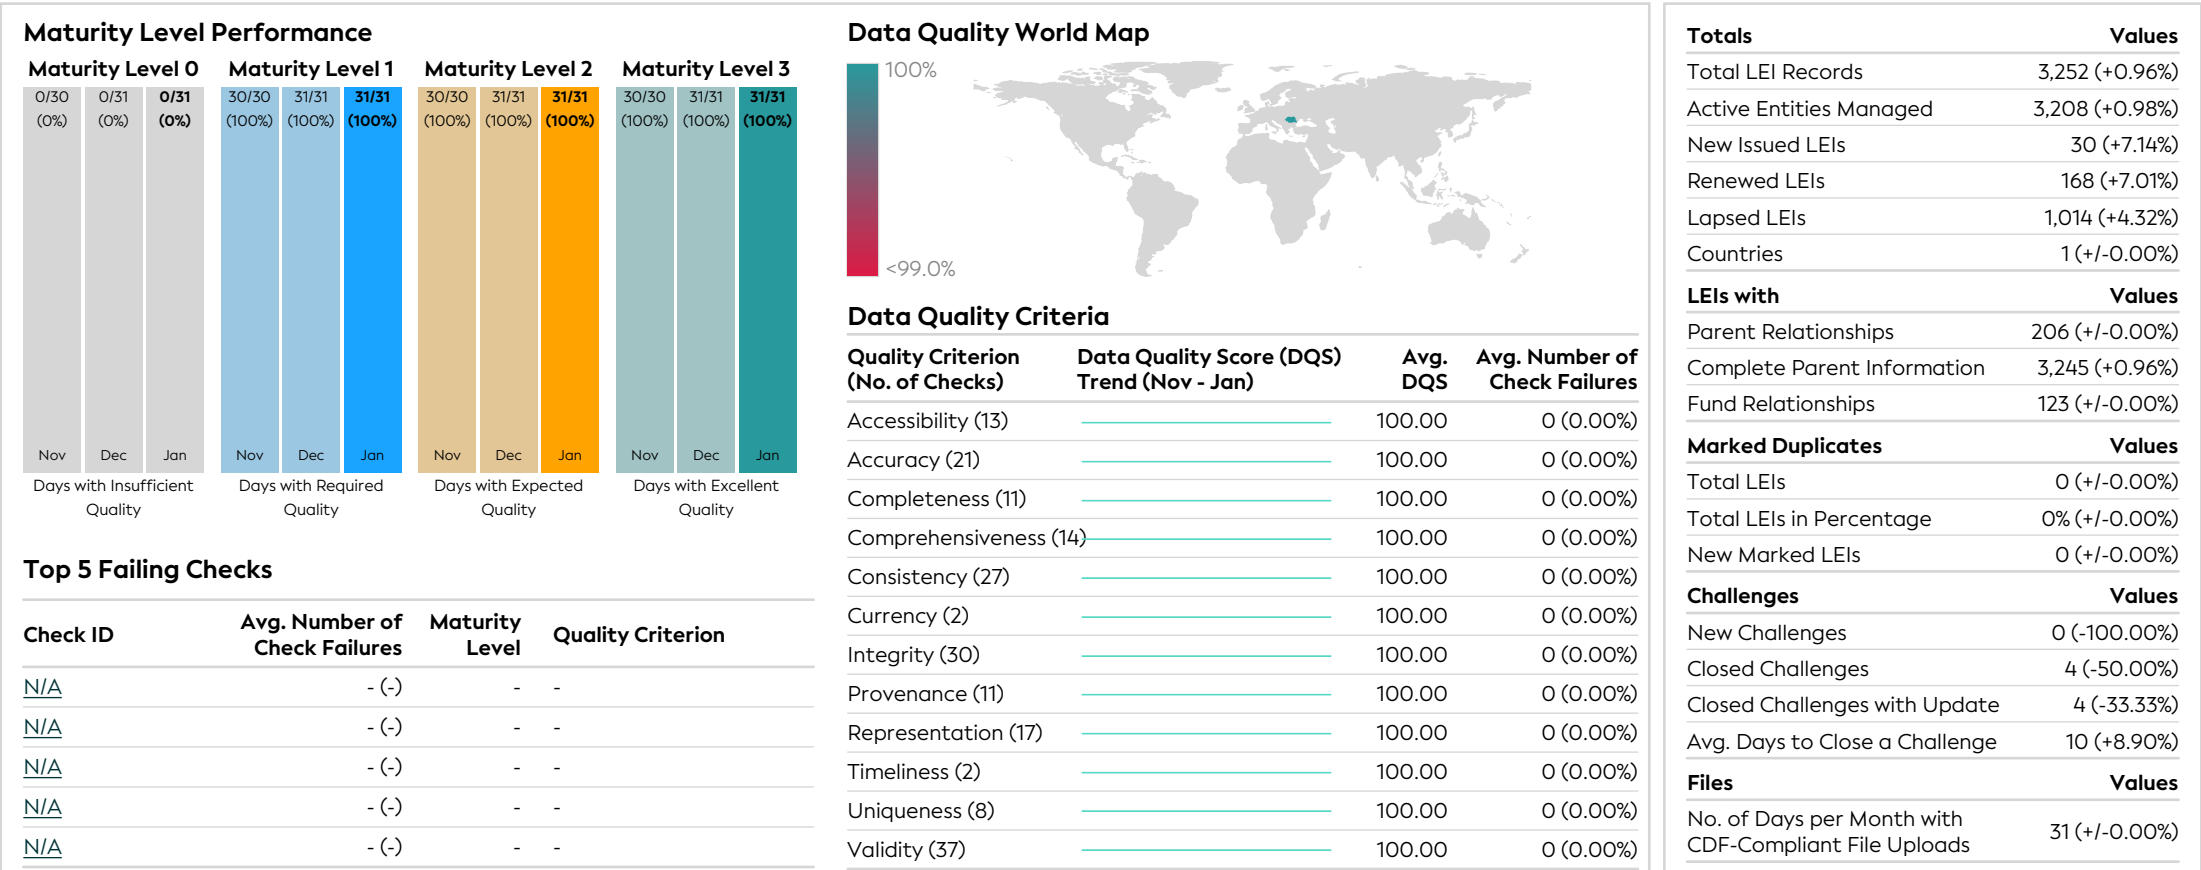 Maturity Level Performance
Maturity Level 0 Maturity Level 1 Maturity Level 2 Maturity Level 3
0/30 0/31 0/31 30/30 31/31 31/31 30/30 31/31 31/31 30/30 31/31 31/31
(0%) (0%) (0%) (100%) (100%) (100%) (100%) (100%) (100%) (100%) (100%) (100%)
Nov Dec Jan Nov Dec Jan Nov Dec Jan Nov Dec Jan
Days with Insufficient Days with Required Days with Expected Days with Excellent
Quality Quality Quality Quality
Top 5 Failing Checks
Check ID Avg. Number of Check Failures Maturity Level Quality Criterion
N/A - (-) - -
N/A - (-) - -
N/A - (-) - -
N/A - (-) - -
N/A - (-) - -
Data Quality World Map
100%
<99.0%
Data Quality Criteria
Quality Criterion Data Quality Score (DQS) Avg. Avg. Number of
(No. of Checks) Trend (Nov - Jan) DQS Check Failures
Accessibility (13) 100.00 0 (0.00%)
Accuracy (21) 100.00 0 (0.00%)
Completeness (11) 100.00 0 (0.00%)
Comprehensiveness (14) 100.00 0 (0.00%)
Consistency (27) 100.00 0 (0.00%)
Currency (2) 100.00 0 (0.00%)
Integrity (30) 100.00 0 (0.00%)
Provenance (11) 100.00 0 (0.00%)
Representation (17) 100.00 0 (0.00%)
Timeliness (2) 100.00 0 (0.00%)
Uniqueness (8) 100.00 0 (0.00%)
Validity (37) 100.00 0 (0.00%)
Totals Values
Total LEI Records 3,252 (+0.96%)
Active Entities Managed 3,208 (+0.98%)
New Issued LEIs 30 (+7.14%)
Renewed LEIs 168 (+7.01%)
Lapsed LEIs 1,014 (+4.32%)
Countries 1 (+/-0.00%)
LEIs with Values
Parent Relationships 206 (+/-0.00%)
Complete Parent Information 3,245 (+0.96%)
Fund Relationships 123 (+/-0.00%)
Marked Duplicates Values
Total LEIs 0 (+/-0.00%)
Total LEIs in Percentage 0% (+/-0.00%)
New Marked LEIs 0 (+/-0.00%)
Challenges Values
New Challenges 0 (-100.00%)
Closed Challenges 4 (-50.00%)
Closed Challenges with Update 4 (-33.33%)
Avg. Days to Close a Challenge 10 (+8.90%)
Files Values
No. of Days per Month with
CDF-Compliant File Uploads 31 (+/-0.00%)